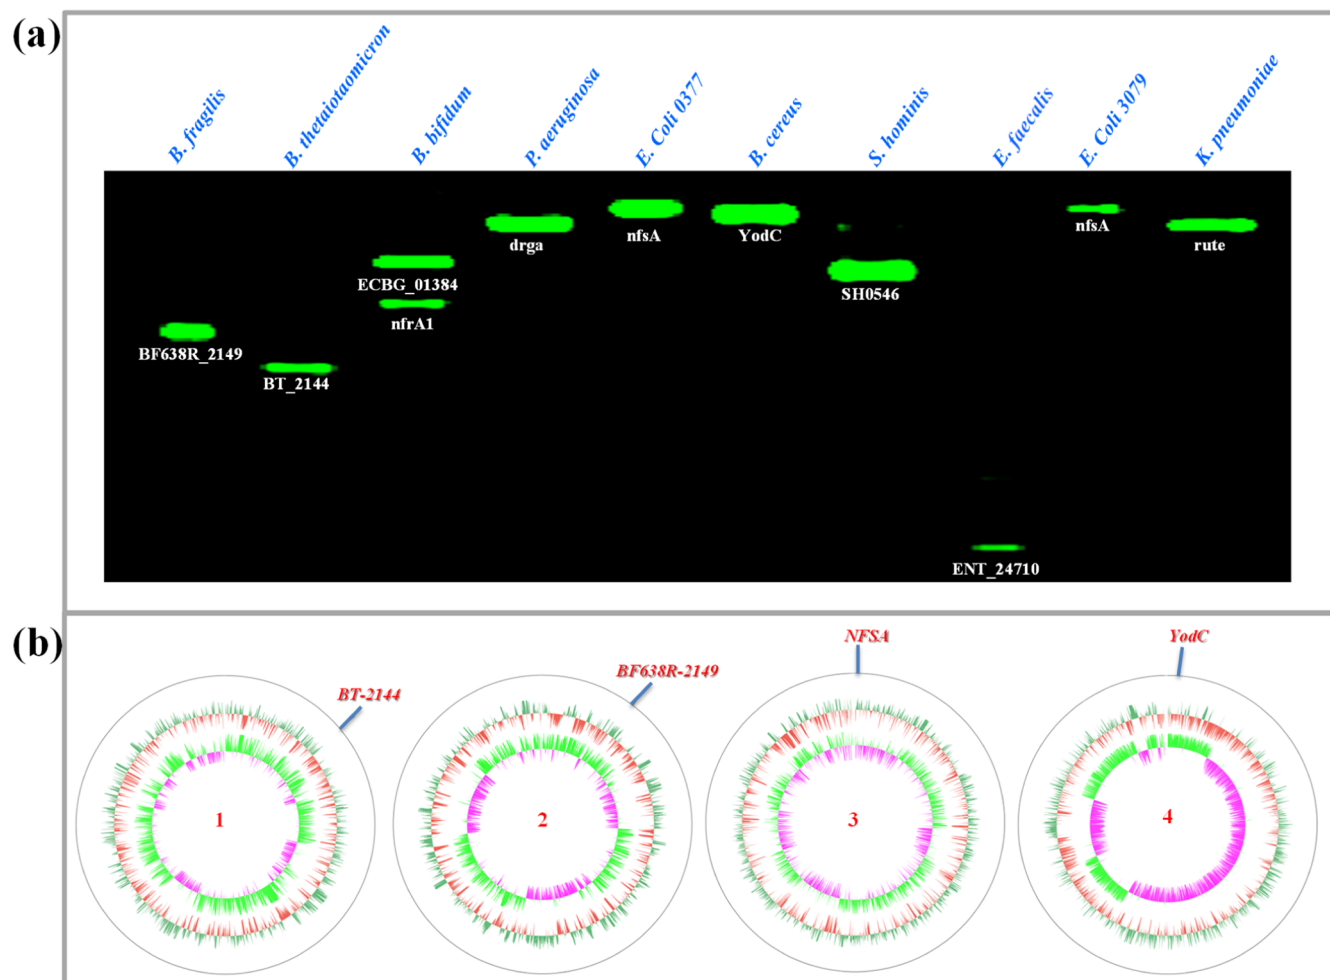 (a)
B. fragilis
B. thetaiotaomicron
B. bifidum
P. aeruginosa
E. Coli 0377
B. cereus
S. hominis
E. faecalis
E. Coli 3079
K. pneumoniae
drga
nfsA
YodC
nfsA
rute
ECBG_01384
SH0546
nfrA1
BF638R_2149
BT_2144
ENT_24710
(b)
BT-2144
BF638R-2149
NFSA
YodC
1
2
3
4